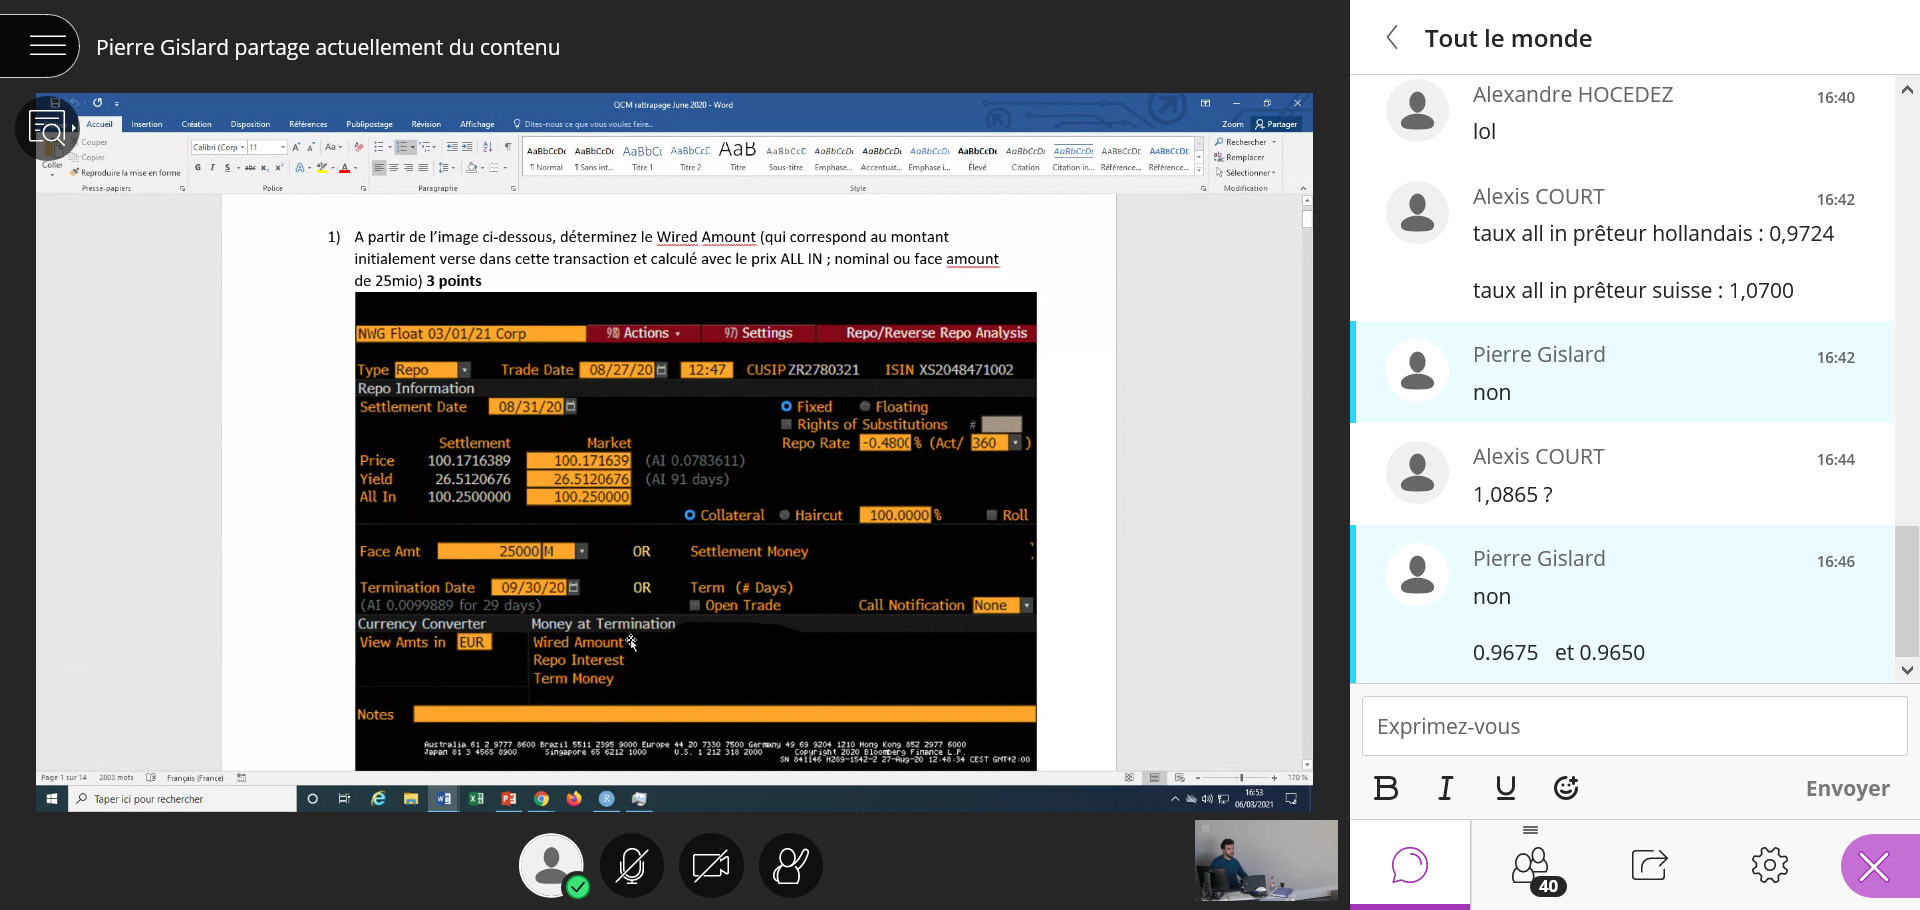 Pierre Gislard partage actuellement du contenu
QCM rattrapage June 2020 - Word
Accueil Insertion Création Disposition Références Publipostage Révision Affichage Dites-nous ce que vous voulez faire... Zoom Partager
Coller
Couper
Copier
Reproduire la mise en forme
Presse-papiers
Calibri (Corp 11
Police
Paragraphe
AaBbCcDc AaBbCcDc AaBbCc AaBbCcD AaB AaBbCcD AaBbCcDc AaBbCcDc AaBbCcDc AaBbCcDc AaBbCcDc AaBbCcDc AABBCCDC AABBCCDC
¶ Normal ¶ Sans int... Titre 1 Titre 2 Titre Sous-titre Emphase... Accentuat... Emphase i... Élevé Citation Citation in... Référence... Référence...
Style
Rechercher
Remplacer
Sélectionner
Modification
1) A partir de l'image ci-dessous, déterminez le Wired Amount (qui correspond au montant
initialement verse dans cette transaction et calculé avec le prix ALL IN ; nominal ou face amount
de 25mio) 3 points
NWG Float 03/01/21 Corp 98) Actions 97) Settings Repo/Reverse Repo Analysis
Type Repo Trade Date 08/27/20 12:47 CUSIP ZR2780321 ISIN XS2048471002
Repo Information
Settlement Date 08/31/20 Fixed Floating
Rights of Substitutions #
Settlement Market Repo Rate -0.480( % (Act/ 360 )
Price 100.1716389 100.171639 (AI 0.0783611)
Yield 26.5120676 26.5120676 (AI 91 days)
All In 100.2500000 100.250000
Collateral Haircut 100.0000 % Roll
Face Amt 25000 M OR Settlement Money
Termination Date 09/30/20 OR Term (# Days)
(AI 0.0099889 for 29 days) Open Trade Call Notification None
Currency Converter Money at Termination
View Amts in EUR Wired Amount
Repo Interest
Term Money
Notes
Australia 61 2 9777 8600 Brazil 5511 2395 9000 Europe 44 20 7330 7500 Germany 49 69 9204 1210 Hong Kong 852 2977 6000
Japan 81 3 4565 8900 Singapore 65 6212 1000 U.S. 1 212 318 2000 Copyright 2020 Bloomberg Finance L.P.
SN 841146 H289-1542-2 27-Aug-20 12:48:34 CEST GMT+2:00
Page 1 sur 14 2803 mots Français (France) 170 %
Taper ici pour rechercher
16:53
06/03/2021
Tout le monde
Alexandre HOCEDEZ 16:40
lol
Alexis COURT 16:42
taux all in prêteur hollandais : 0,9724
taux all in prêteur suisse : 1,0700
Pierre Gislard 16:42
non
Alexis COURT 16:44
1,0865 ?
Pierre Gislard 16:46
non
0.9675 et 0.9650
Exprimez-vous
B I U Envoyer
40